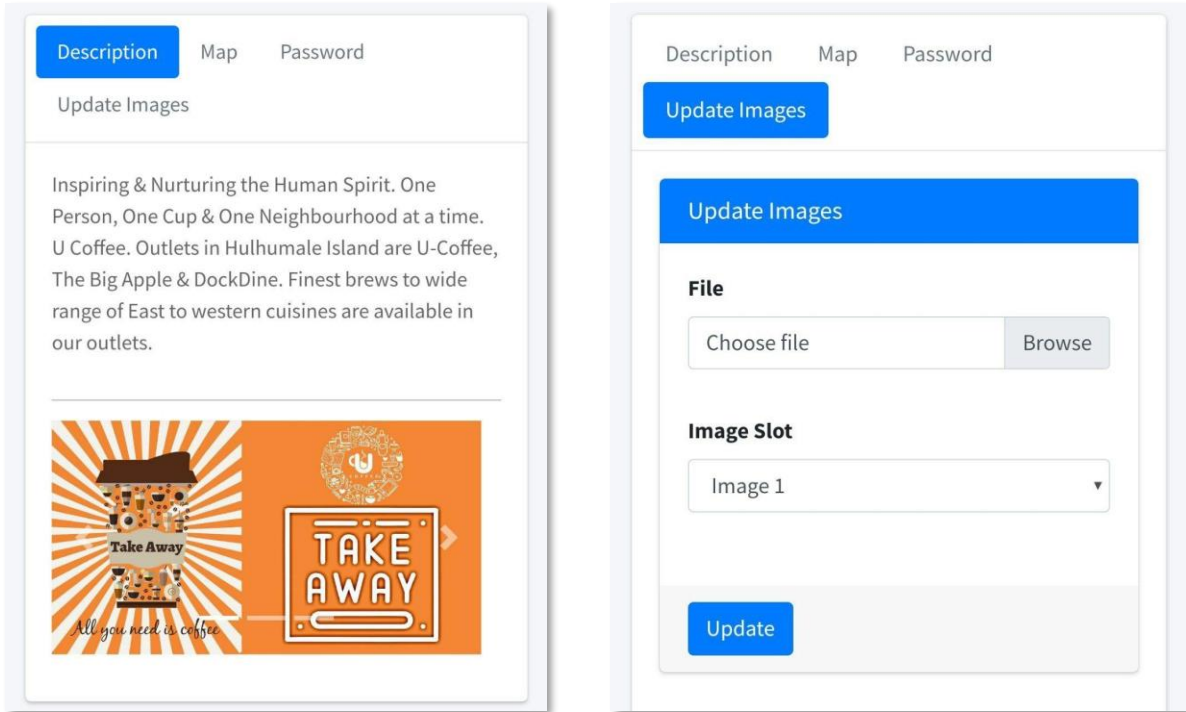 Description Map Password
Update Images
Inspiring & Nurturing the Human Spirit. One
Person, One Cup & One Neighbourhood at a time.
U Coffee. Outlets in Hulhumale Island are U-Coffee,
The Big Apple & DockDine. Finest brews to wide
range of East to western cuisines are available in
our outlets.
Take Away
All you need is coffee
U
TAKE
AWAY
Description Map Password
Update Images
Update Images
File
Choose file Browse
Image Slot
Image 1
Update